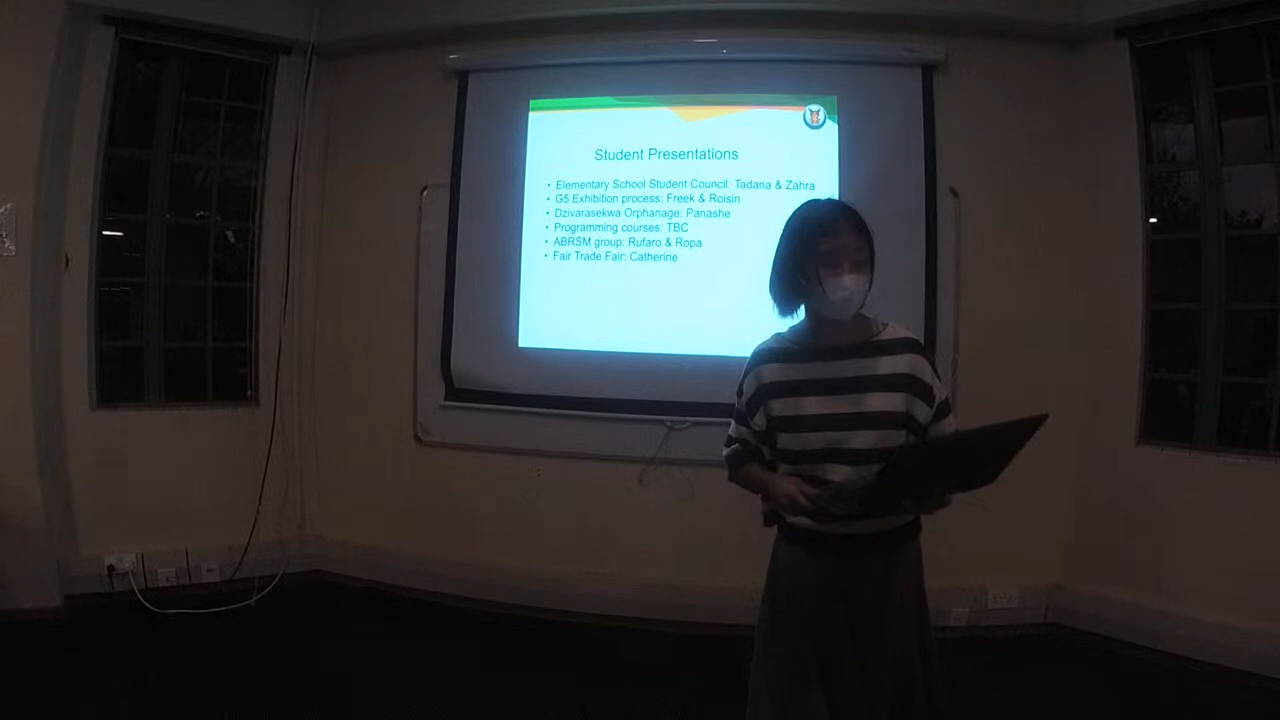 Student Presentations
• Elementary School Student Council: Tadana & Zahra
• G5 Exhibition process: Freek & Roisin
• Dzivarasekwa Orphanage: Panashe
• Programming courses: TBC
• ABRSM group: Rufaro & Ropa
• Fair Trade Fair: Catherine